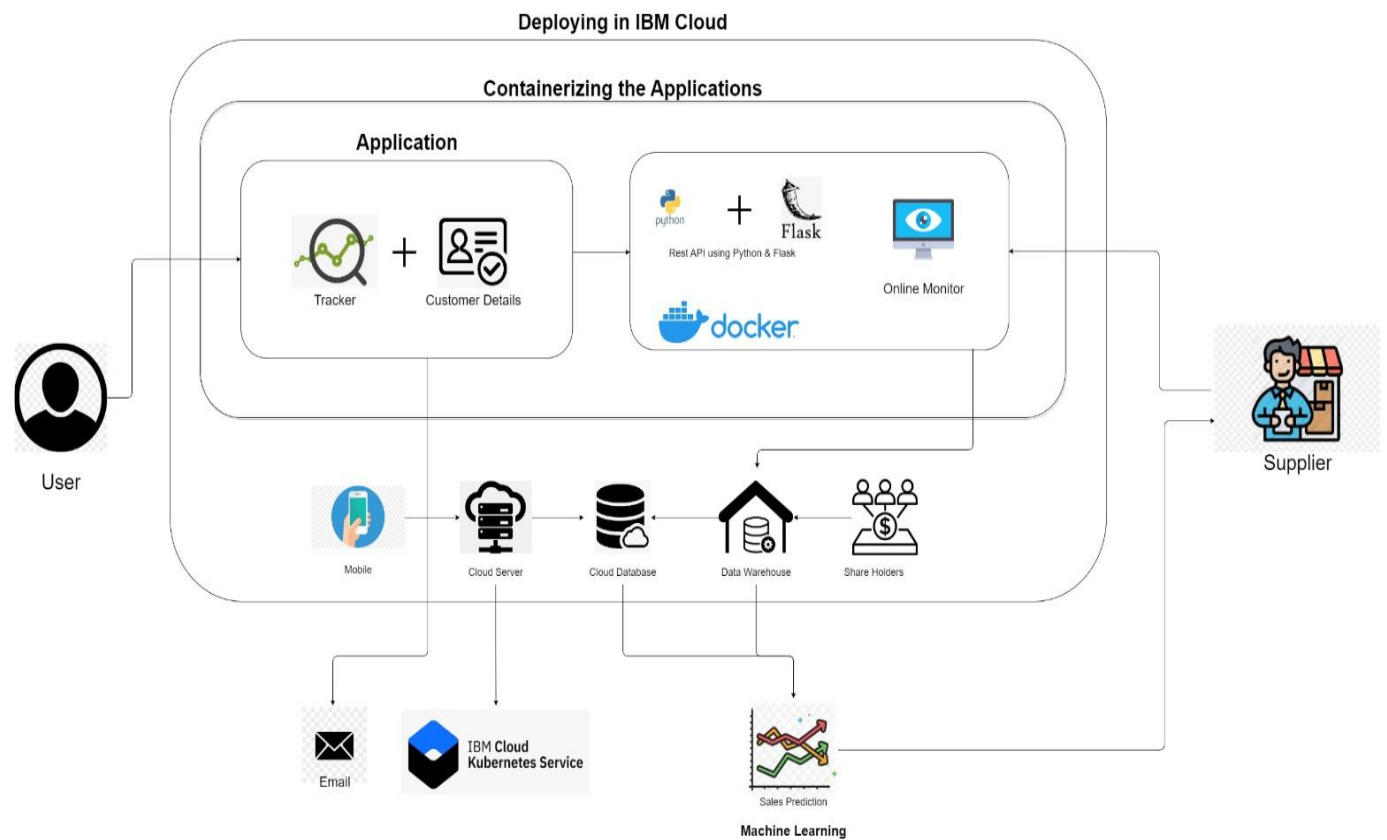 Deploying in IBM Cloud
Containerizing the Applications
Application
python
Flask
Rest API using Python & Flask
Tracker
Customer Details
Online Monitor
docker
User
Supplier
Mobile
Cloud Server
Cloud Database
Data Warehouse
Share Holders
Email
IBM Cloud
Kubernetes Service
Sales Prediction
Machine Learning